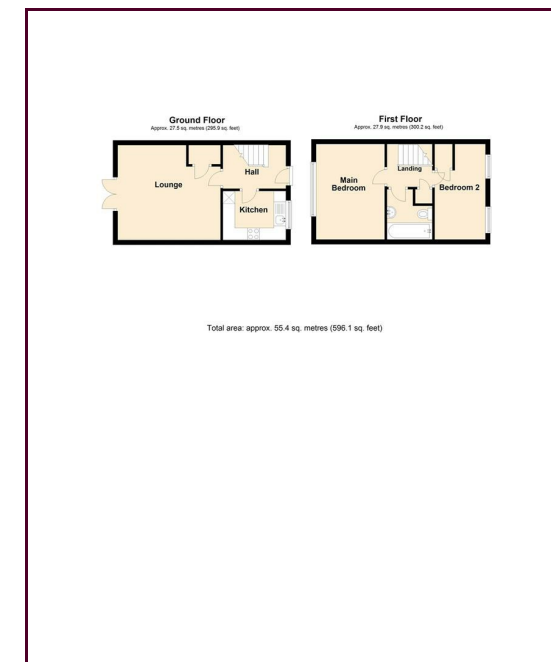 Ground Floor
Approx. 27.5 sq. metres (295.9 sq. feet)
Lounge
Hall
Kitchen
First Floor
Approx. 27.9 sq. metres (300.2 sq. feet)
Landing
Main
Bedroom
Bedroom 2
Total area: approx. 55.4 sq. metres (596.1 sq. feet)